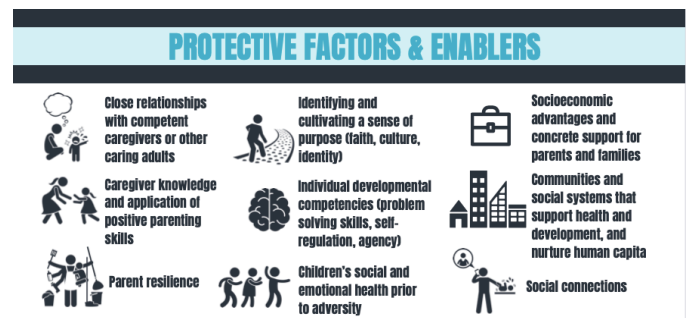 PROTECTIVE FACTORS & ENABLERS
Close relationships
with competent
caregivers or other
caring adults
Caregiver knowledge
and application of
positive parenting
skills
Parent resilience
Identifying and
cultivating a sense of
purpose (faith, culture,
identity)
Individual developmental
competencies (problem
solving skills, self-
regulation, agency)
Children's social and
emotional health prior
to adversity
Socioeconomic
advantages and
concrete support for
parents and families
Communities and
social systems that
support health and
development, and
nurture human capita
Social connections